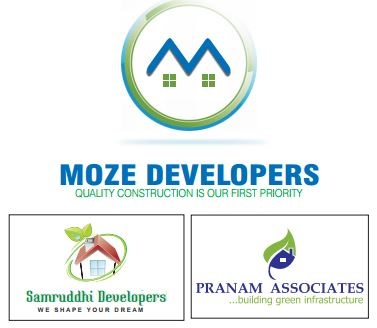 MOZE DEVELOPERS
QUALITY CONSTRUCTION IS OUR FIRST PRIORITY
Samruddhi Developers
WE SHAPE YOUR DREAM
PRANAM ASSOCIATES
...building green infrastructure